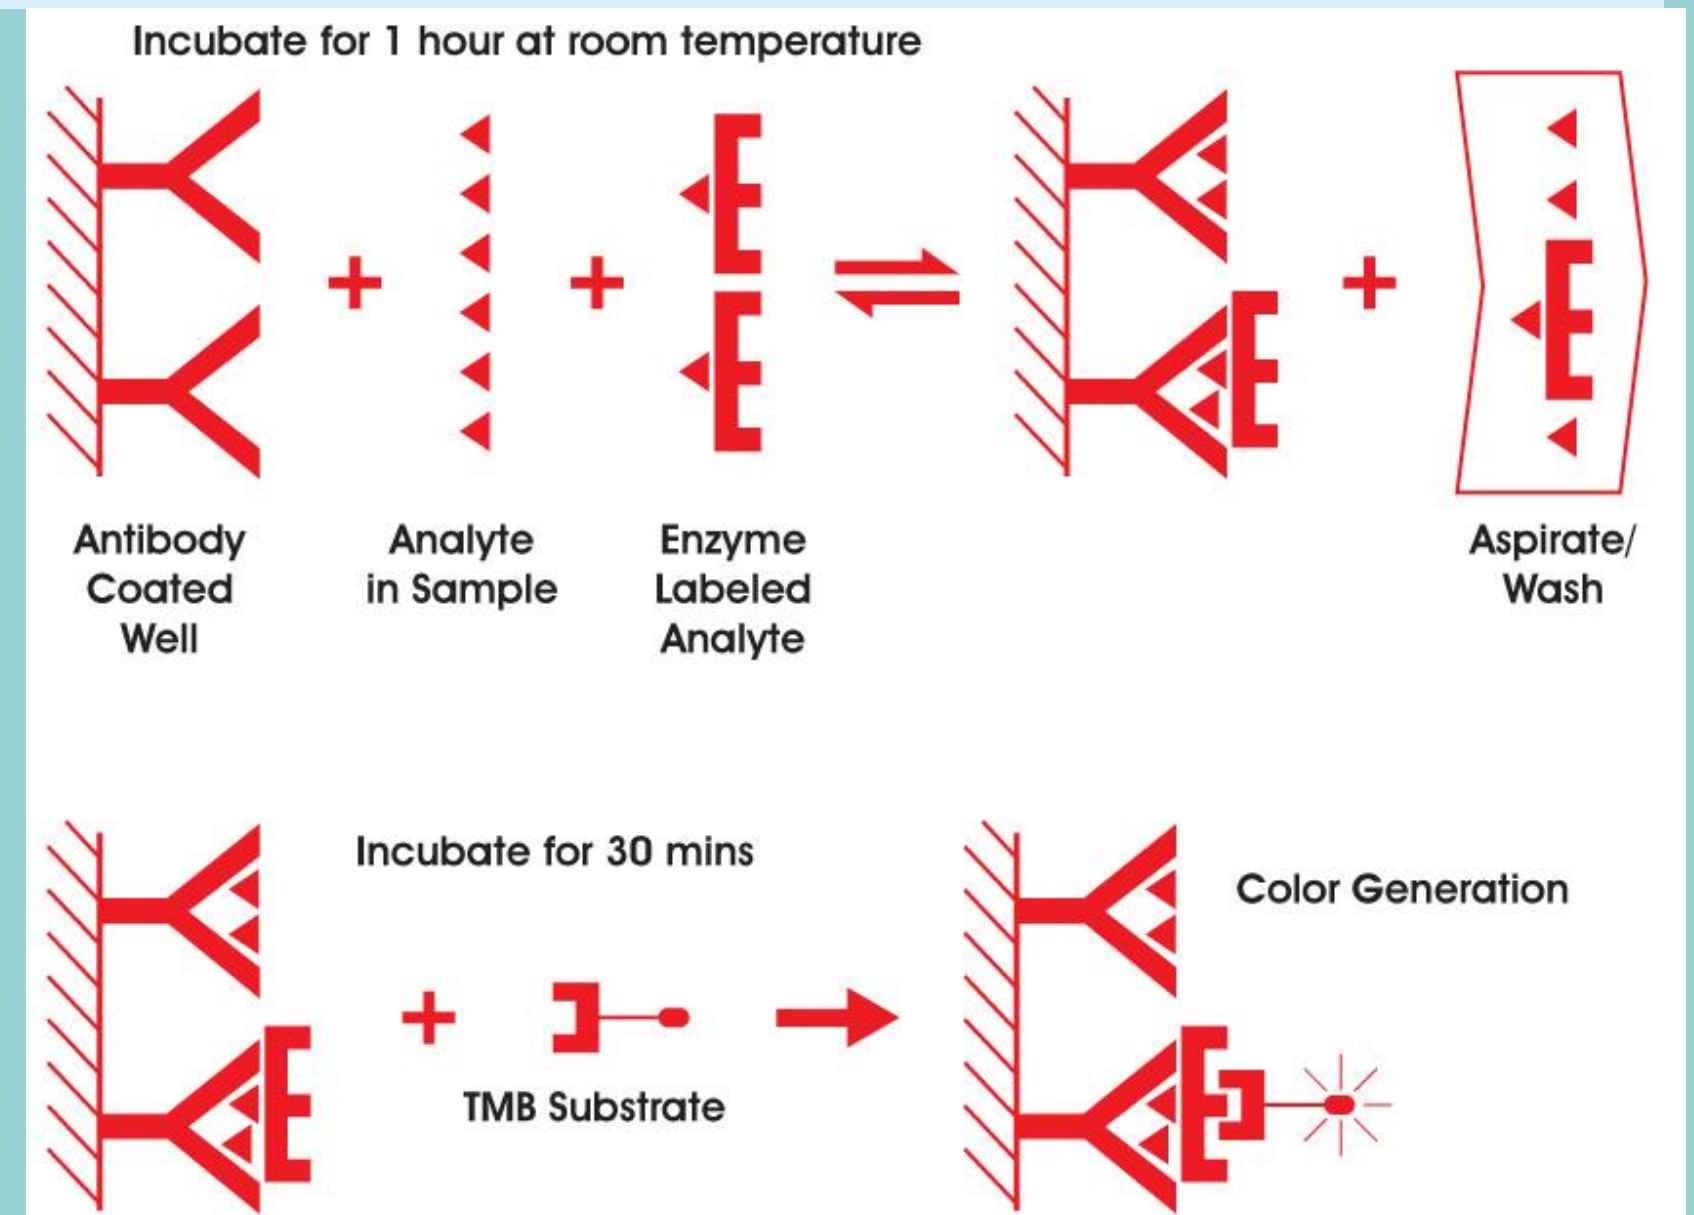 Incubate for 1 hour at room temperature
Antibody
Coated
Well
Analyte
in Sample
Enzyme
Labeled
Analyte
Aspirate/
Wash
Incubate for 30 mins
Color Generation
TMB Substrate